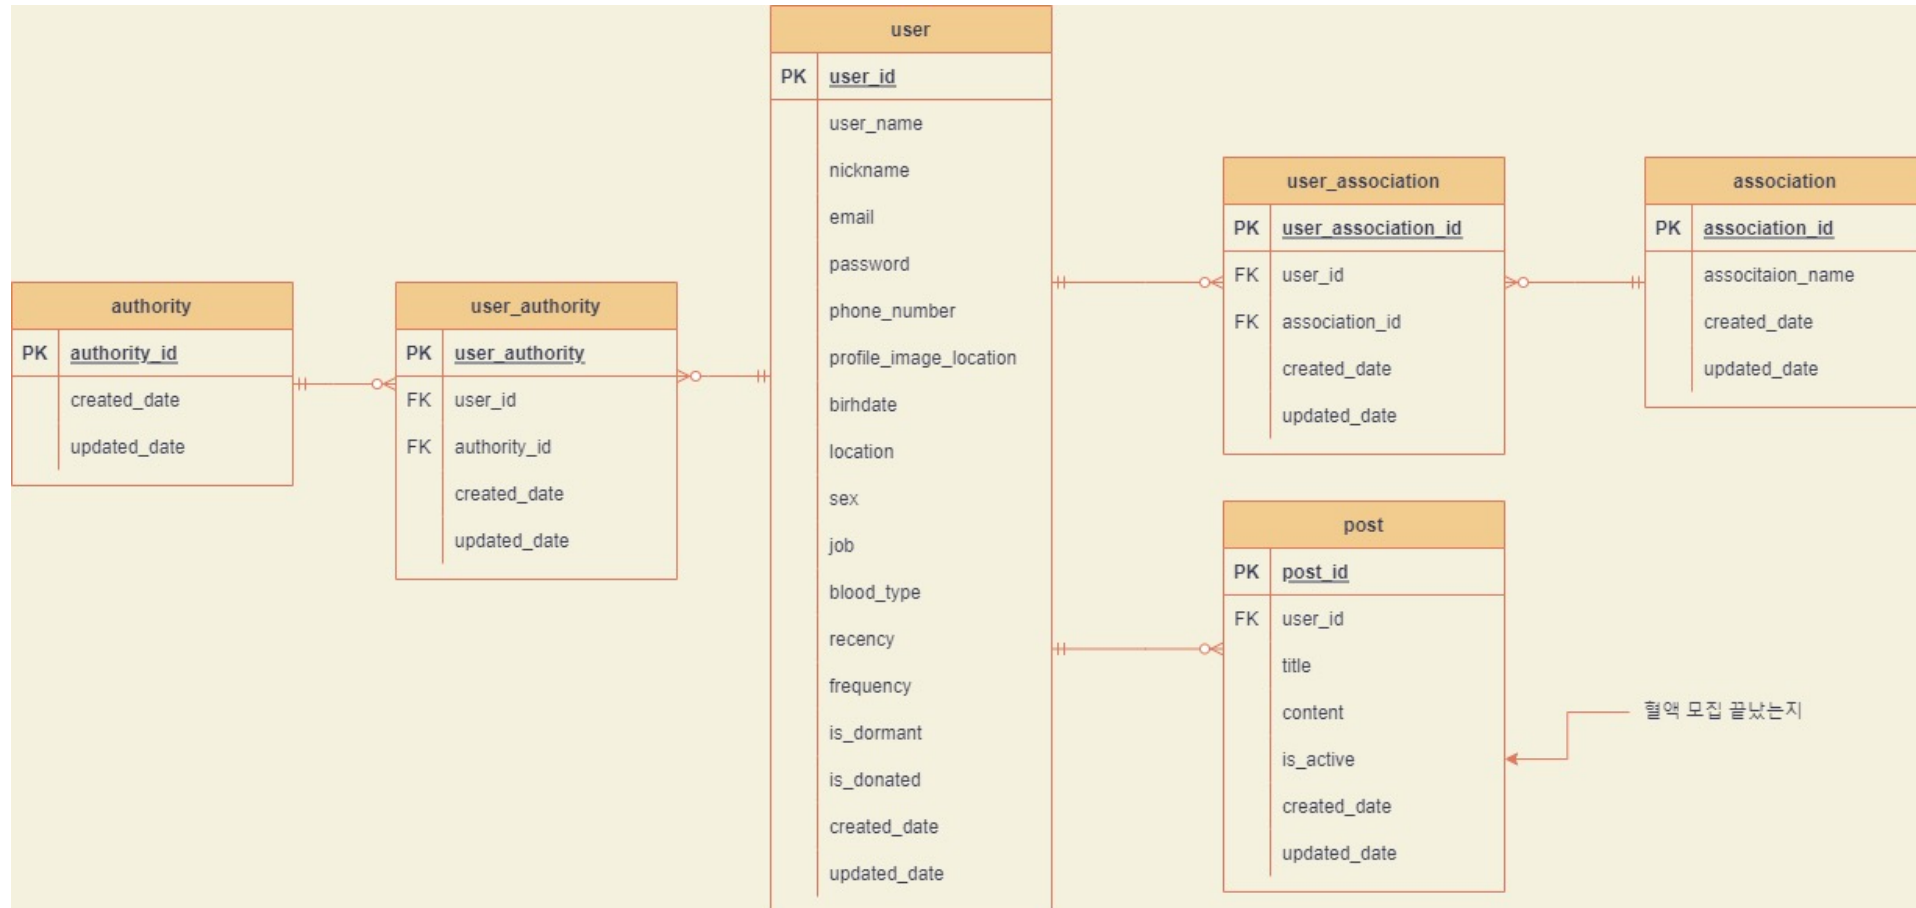 authority
PK authority_id
created_date
updated_date
user_authority
PK user_authority
FK user_id
FK authority_id
created_date
updated_date
user
PK user_id
user_name
nickname
email
password
phone_number
profile_image_location
birhdate
location
sex
job
blood_type
recency
frequency
is_dormant
is_donated
created_date
updated_date
user_association
PK user_association_id
FK user_id
FK association_id
created_date
updated_date
association
PK association_id
associtaion_name
created_date
updated_date
post
PK post_id
FK user_id
title
content
is_active
created_date
updated_date
혈액 모집 끝났는지